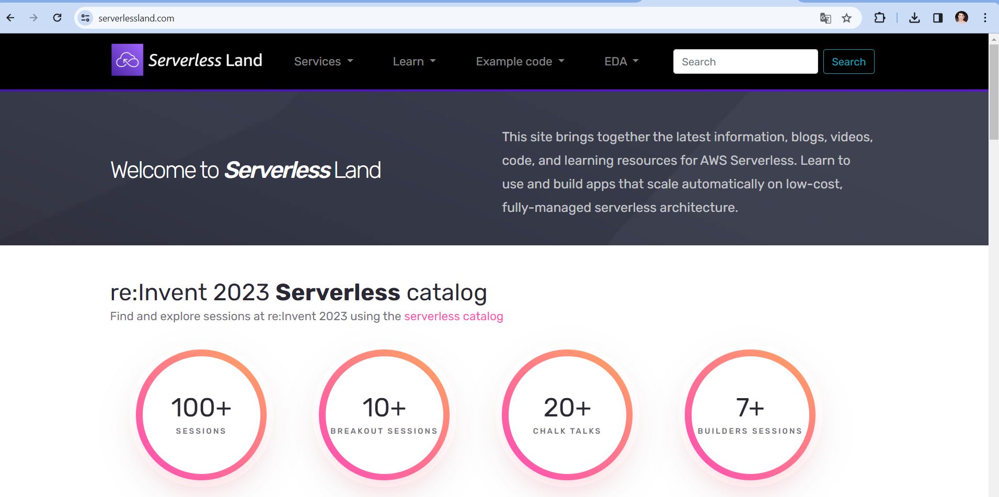 serverlessland.com
Serverless Land
Services
Learn
Example code
EDA
Search
Search
Welcome to Serverless Land
This site brings together the latest information, blogs, videos,
code, and learning resources for AWS Serverless. Learn to
use and build apps that scale automatically on low-cost,
fully-managed serverless architecture.
re:Invent 2023 Serverless catalog
Find and explore sessions at re:Invent 2023 using the serverless catalog
100+
SESSIONS
10+
BREAKOUT SESSIONS
20+
CHALK TALKS
7+
BUILDERS SESSIONS